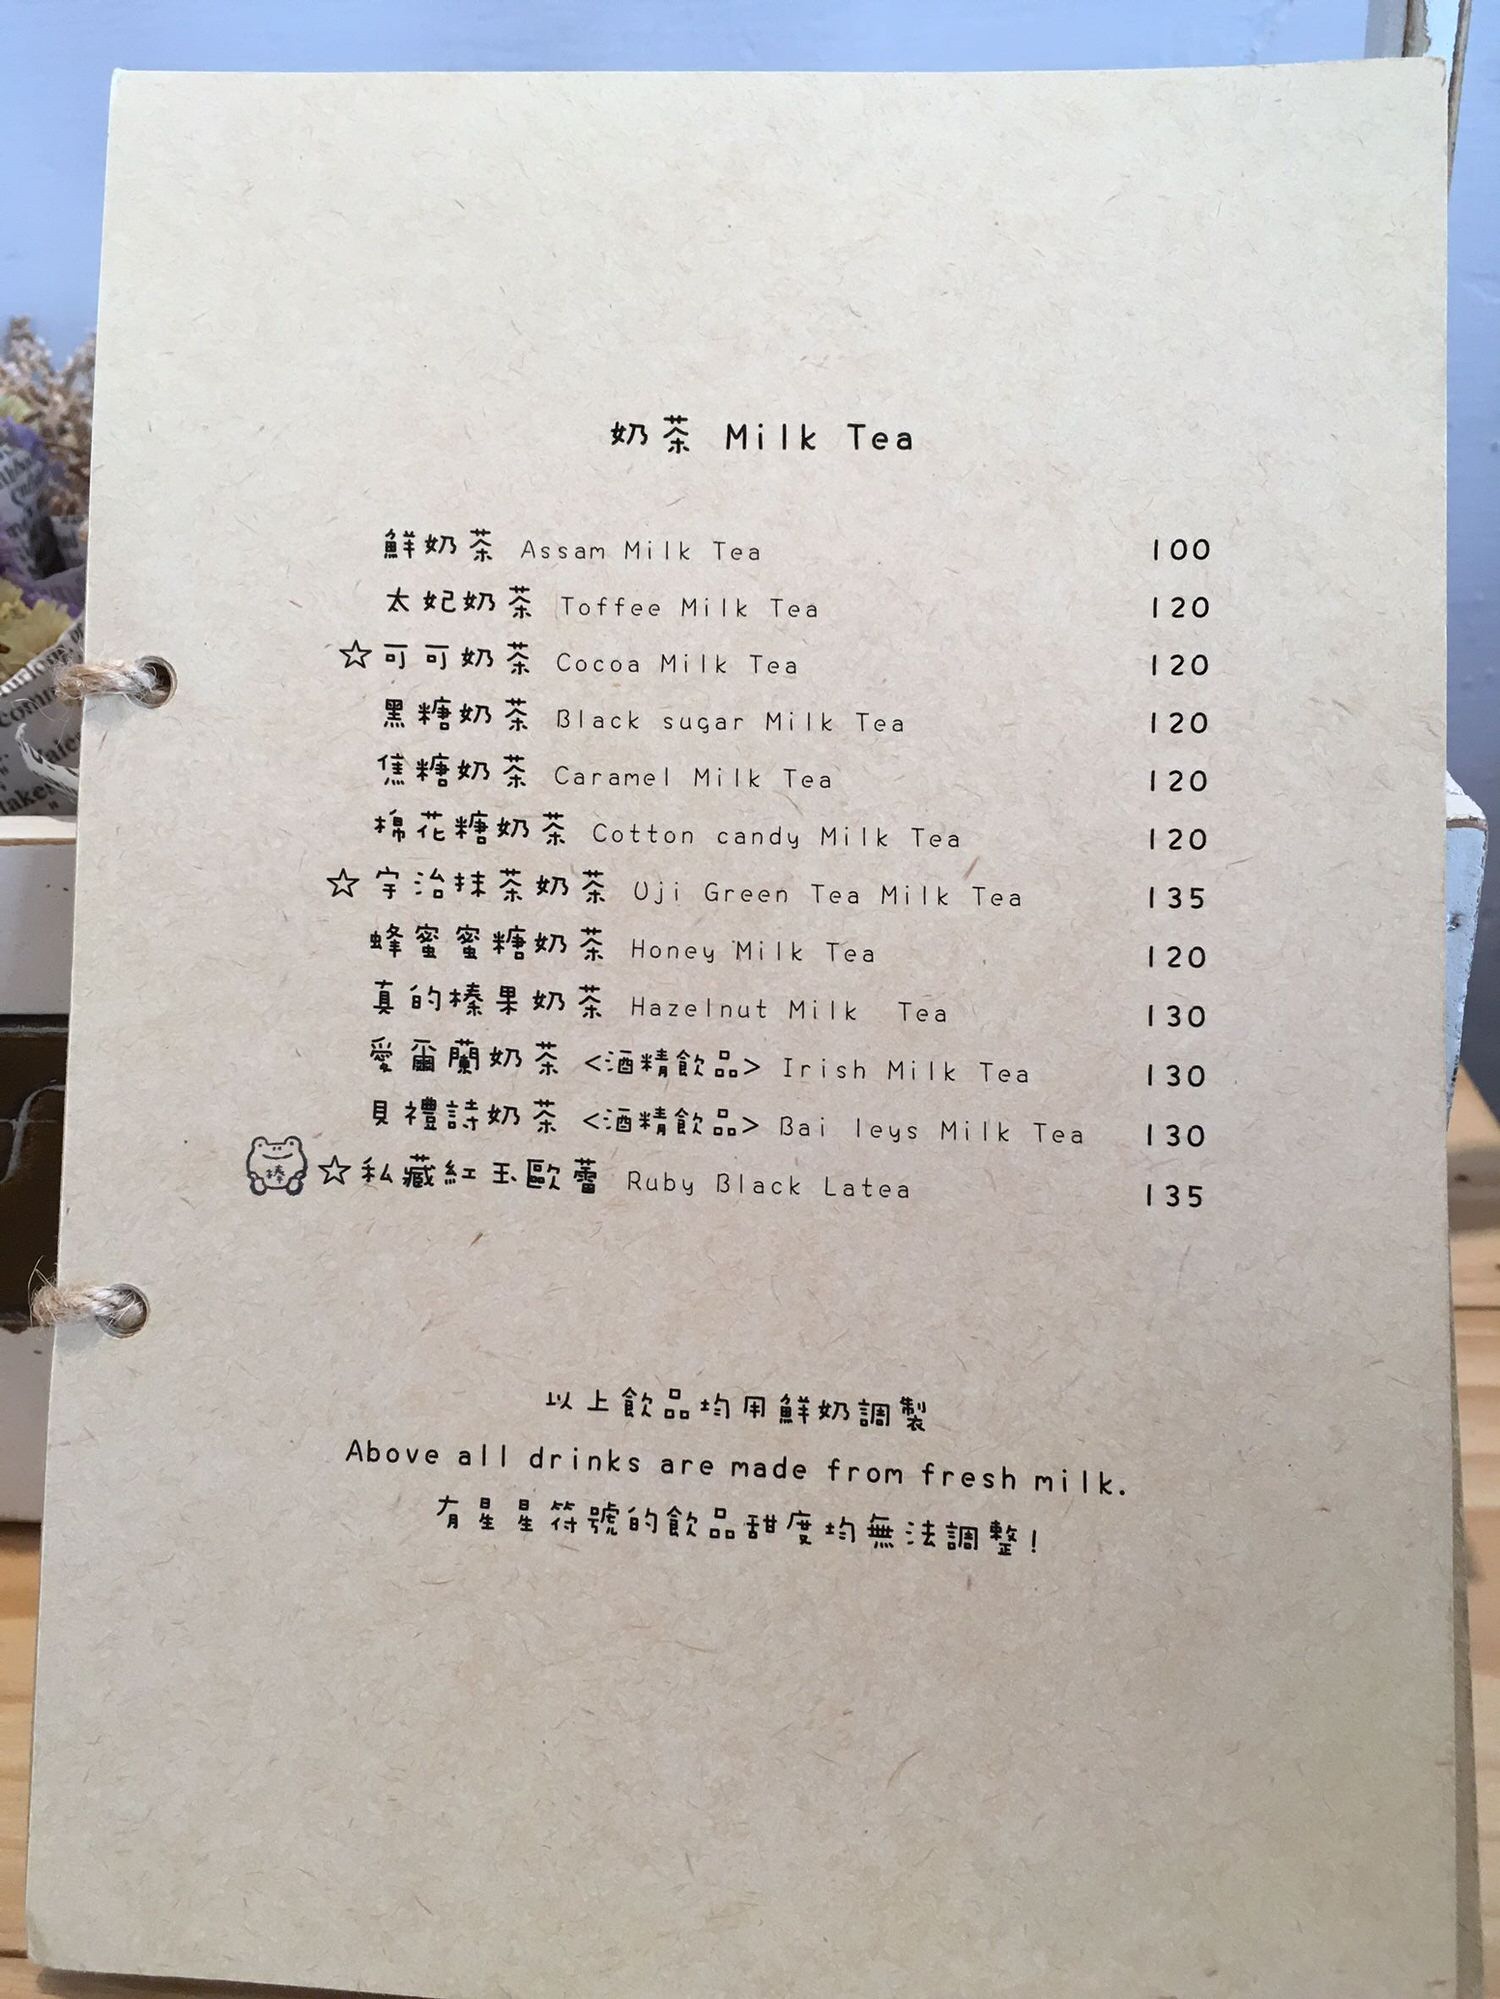 奶茶 Milk Tea
鮮奶茶 Assam Milk Tea 100
太妃奶茶 Toffee Milk Tea 120
☆可可奶茶 Cocoa Milk Tea 120
黑糖奶茶 Black sugar Milk Tea 120
焦糖奶茶 Caramel Milk Tea 120
棉花糖奶茶 Cotton candy Milk Tea 120
☆宇治抹茶奶茶 Uji Green Tea Milk Tea 135
蜂蜜蜜糖奶茶 Honey Milk Tea 120
真的榛果奶茶 Hazelnut Milk Tea 130
愛爾蘭奶茶 <酒精飲品> Irish Milk Tea 130
貝禮詩奶茶 <酒精飲品> Bai leys Milk Tea 130
棒 ☆私藏紅玉歐蕾 Ruby Black Latea 135
以上飲品均用鮮奶調製
Above all drinks are made from fresh milk.
有星星符號的飲品甜度均無法調整!